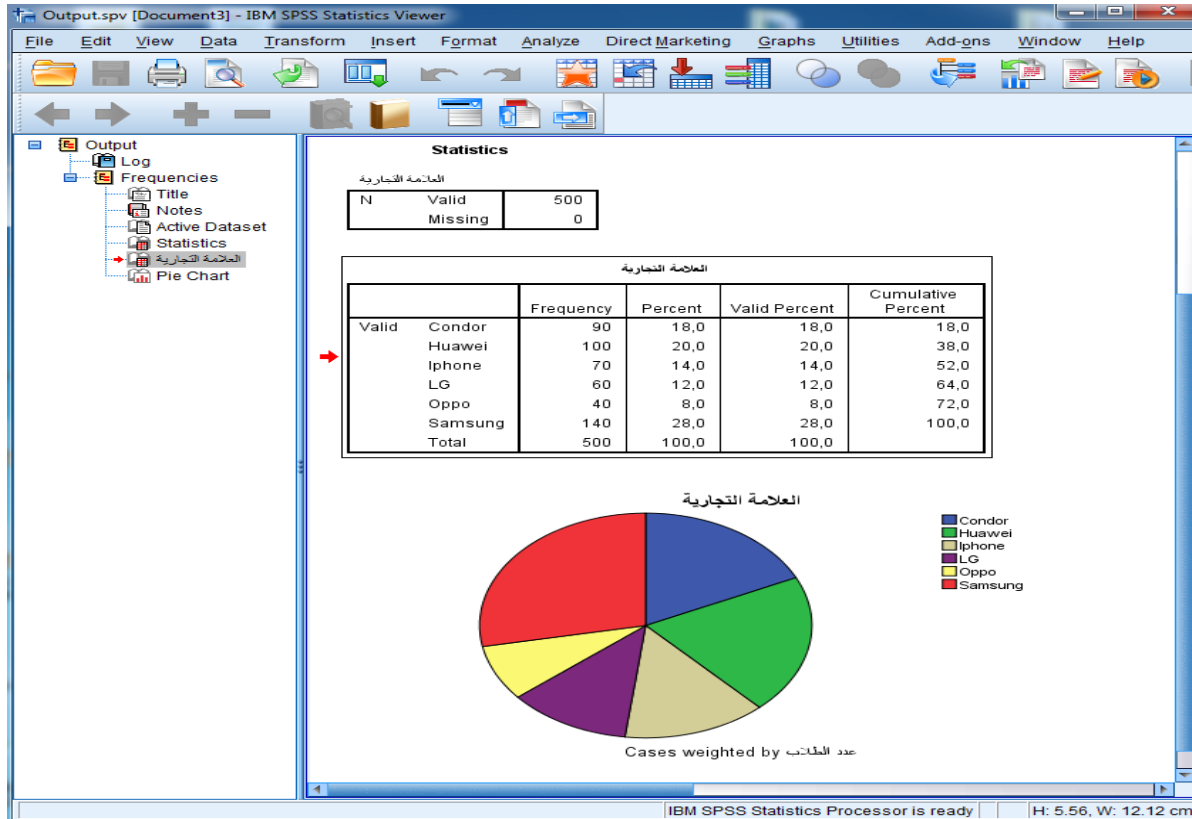 Output.spv [Document3] - IBM SPSS Statistics Viewer
File Edit View Data Transform Insert Format Analyze Direct Marketing Graphs Utilities Add-ons Window Help
Output
Log
Frequencies
Title
Notes
Active Dataset
Statistics
العلامة التجارية
Pie Chart
Statistics
العلامة التجارية
N Valid 500
Missing 0
العلامة التجارية
Frequency Percent Valid Percent Cumulative Percent
Valid Condor 90 18,0 18,0 18,0
Huawei 100 20,0 20,0 38,0
Iphone 70 14,0 14,0 52,0
LG 60 12,0 12,0 64,0
Oppo 40 8,0 8,0 72,0
Samsung 140 28,0 28,0 100,0
Total 500 100,0 100,0
العلامة التجارية
Condor
Huawei
Iphone
LG
Oppo
Samsung
Cases weighted by عدد الطلاب
IBM SPSS Statistics Processor is ready H: 5.56, W: 12.12 cm